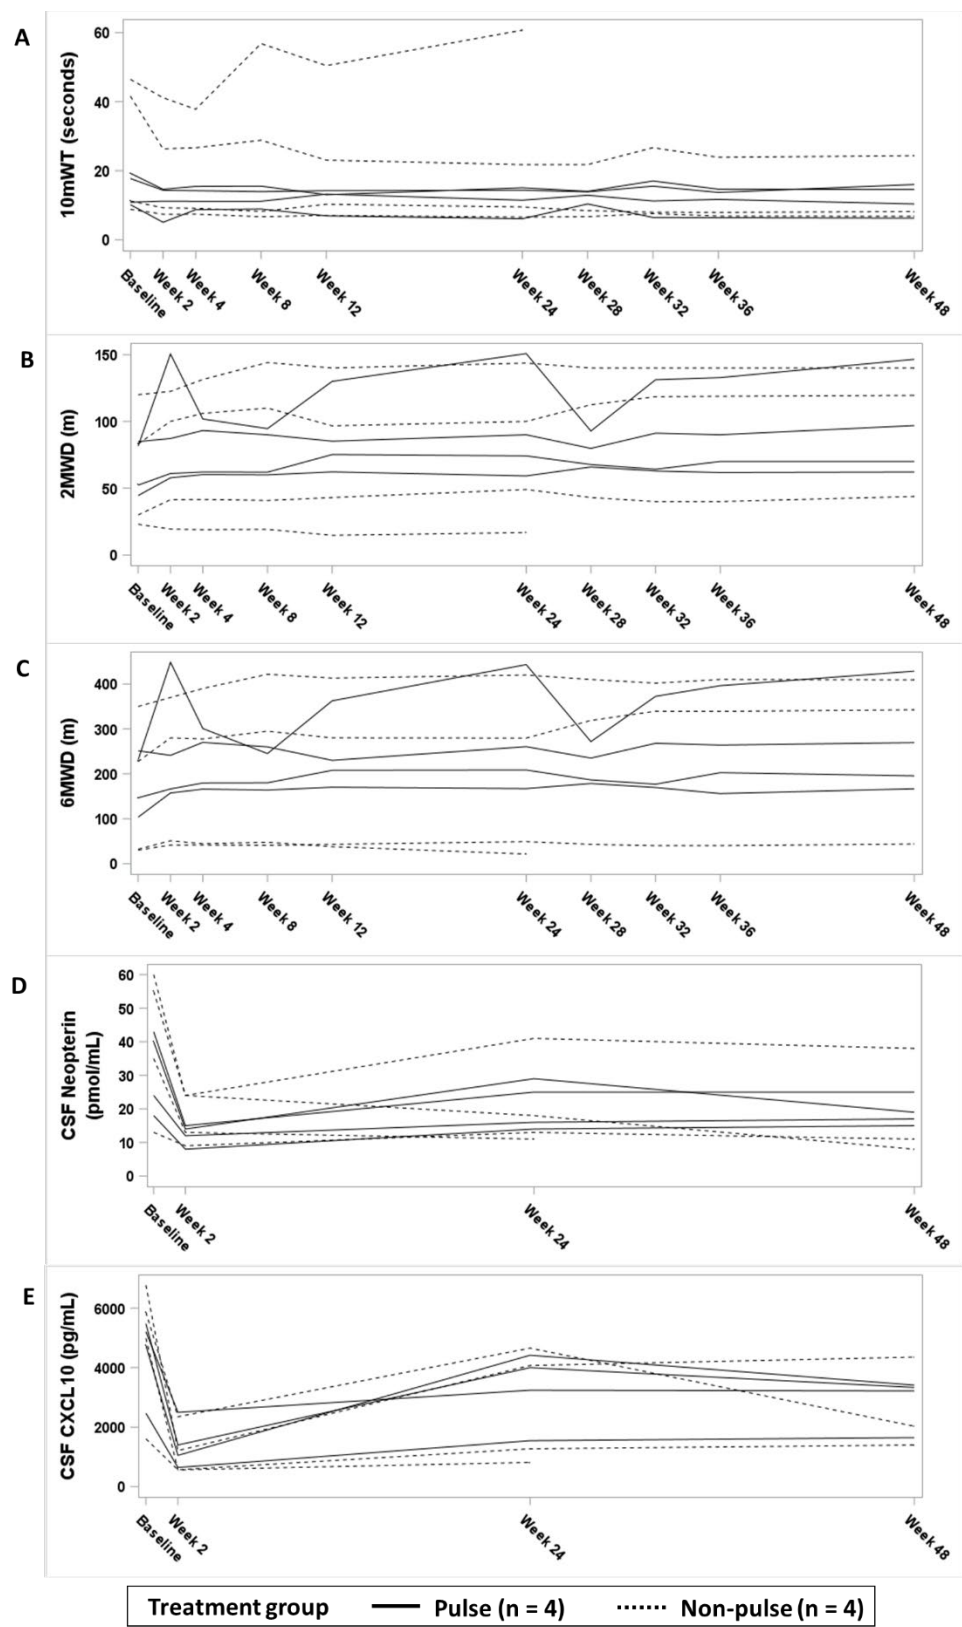 A
10mWT (seconds)
60
40
20
0
Baseline Week 2 Week 4 Week 8 Week 12 Week 24 Week 28 Week 32 Week 36 Week 48
B
2MWD (m)
150
100
50
0
Baseline Week 2 Week 4 Week 8 Week 12 Week 24 Week 28 Week 32 Week 36 Week 48
C
6MWD (m)
400
300
200
100
0
Baseline Week 2 Week 4 Week 8 Week 12 Week 24 Week 28 Week 32 Week 36 Week 48
D
CSF Neopterin
(pmol/mL)
60
50
40
30
20
10
0
Baseline Week 2 Week 24 Week 48
E
CSF CXCL10 (pg/mL)
6000
4000
2000
0
Baseline Week 2 Week 24 Week 48
Treatment group Pulse (n = 4) Non-pulse (n = 4)